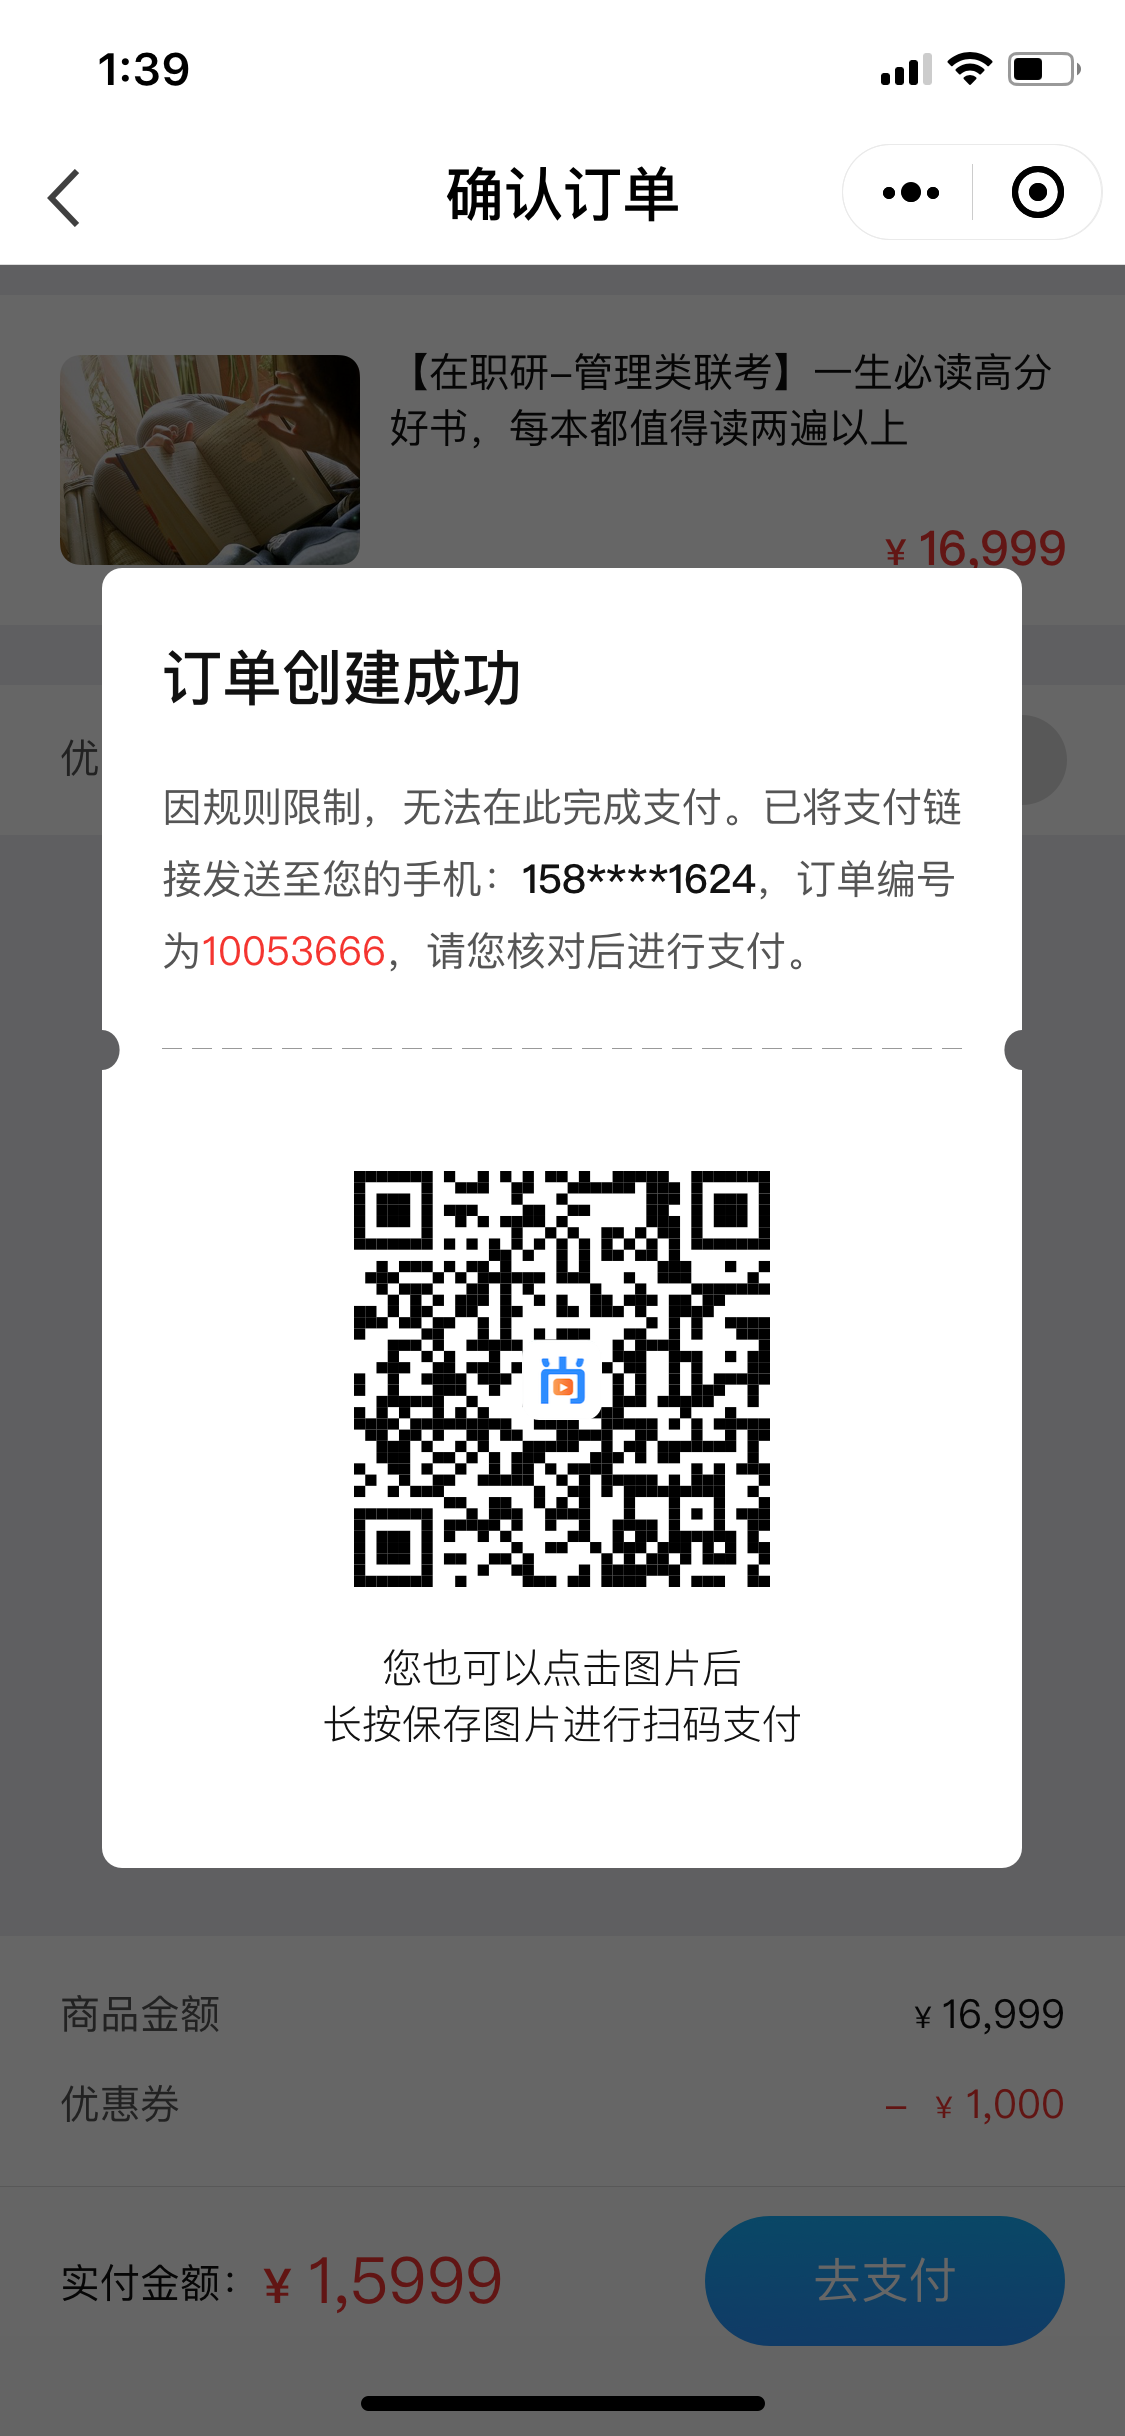 1:39
确认订单
【在职研–管理类联考】一生必读高分
好书，每本都值得读两遍以上
¥ 16,999
订单创建成功
优
因规则限制，无法在此完成支付。已将支付链
接发送至您的手机：158****1624，订单编号
为10053666，请您核对后进行支付。
尚
您也可以点击图片后
长按保存图片进行扫码支付
商品金额 ¥ 16,999
优惠券 – ¥ 1,000
实付金额：¥ 1,5999 去支付